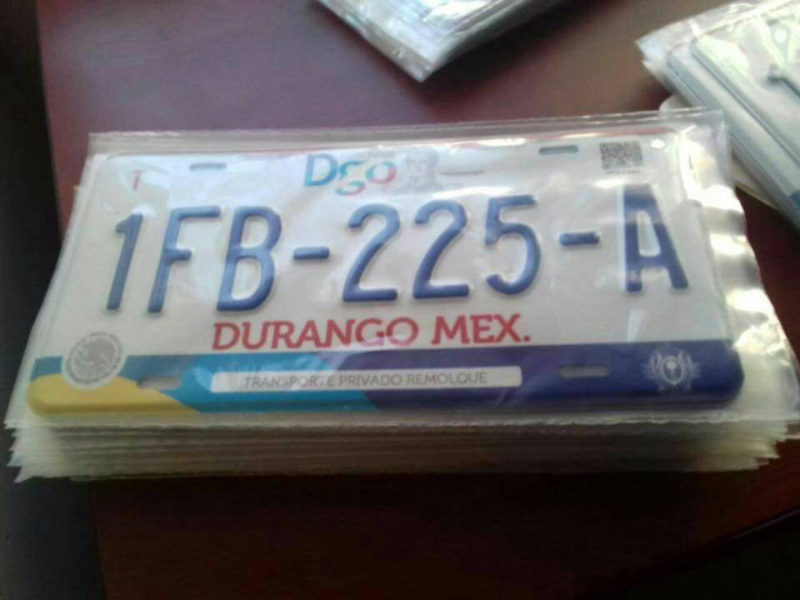 T
Dgo
1FB-225-A
DURANGO MEX.
TRANSPORTE PRIVADO REMOLQUE